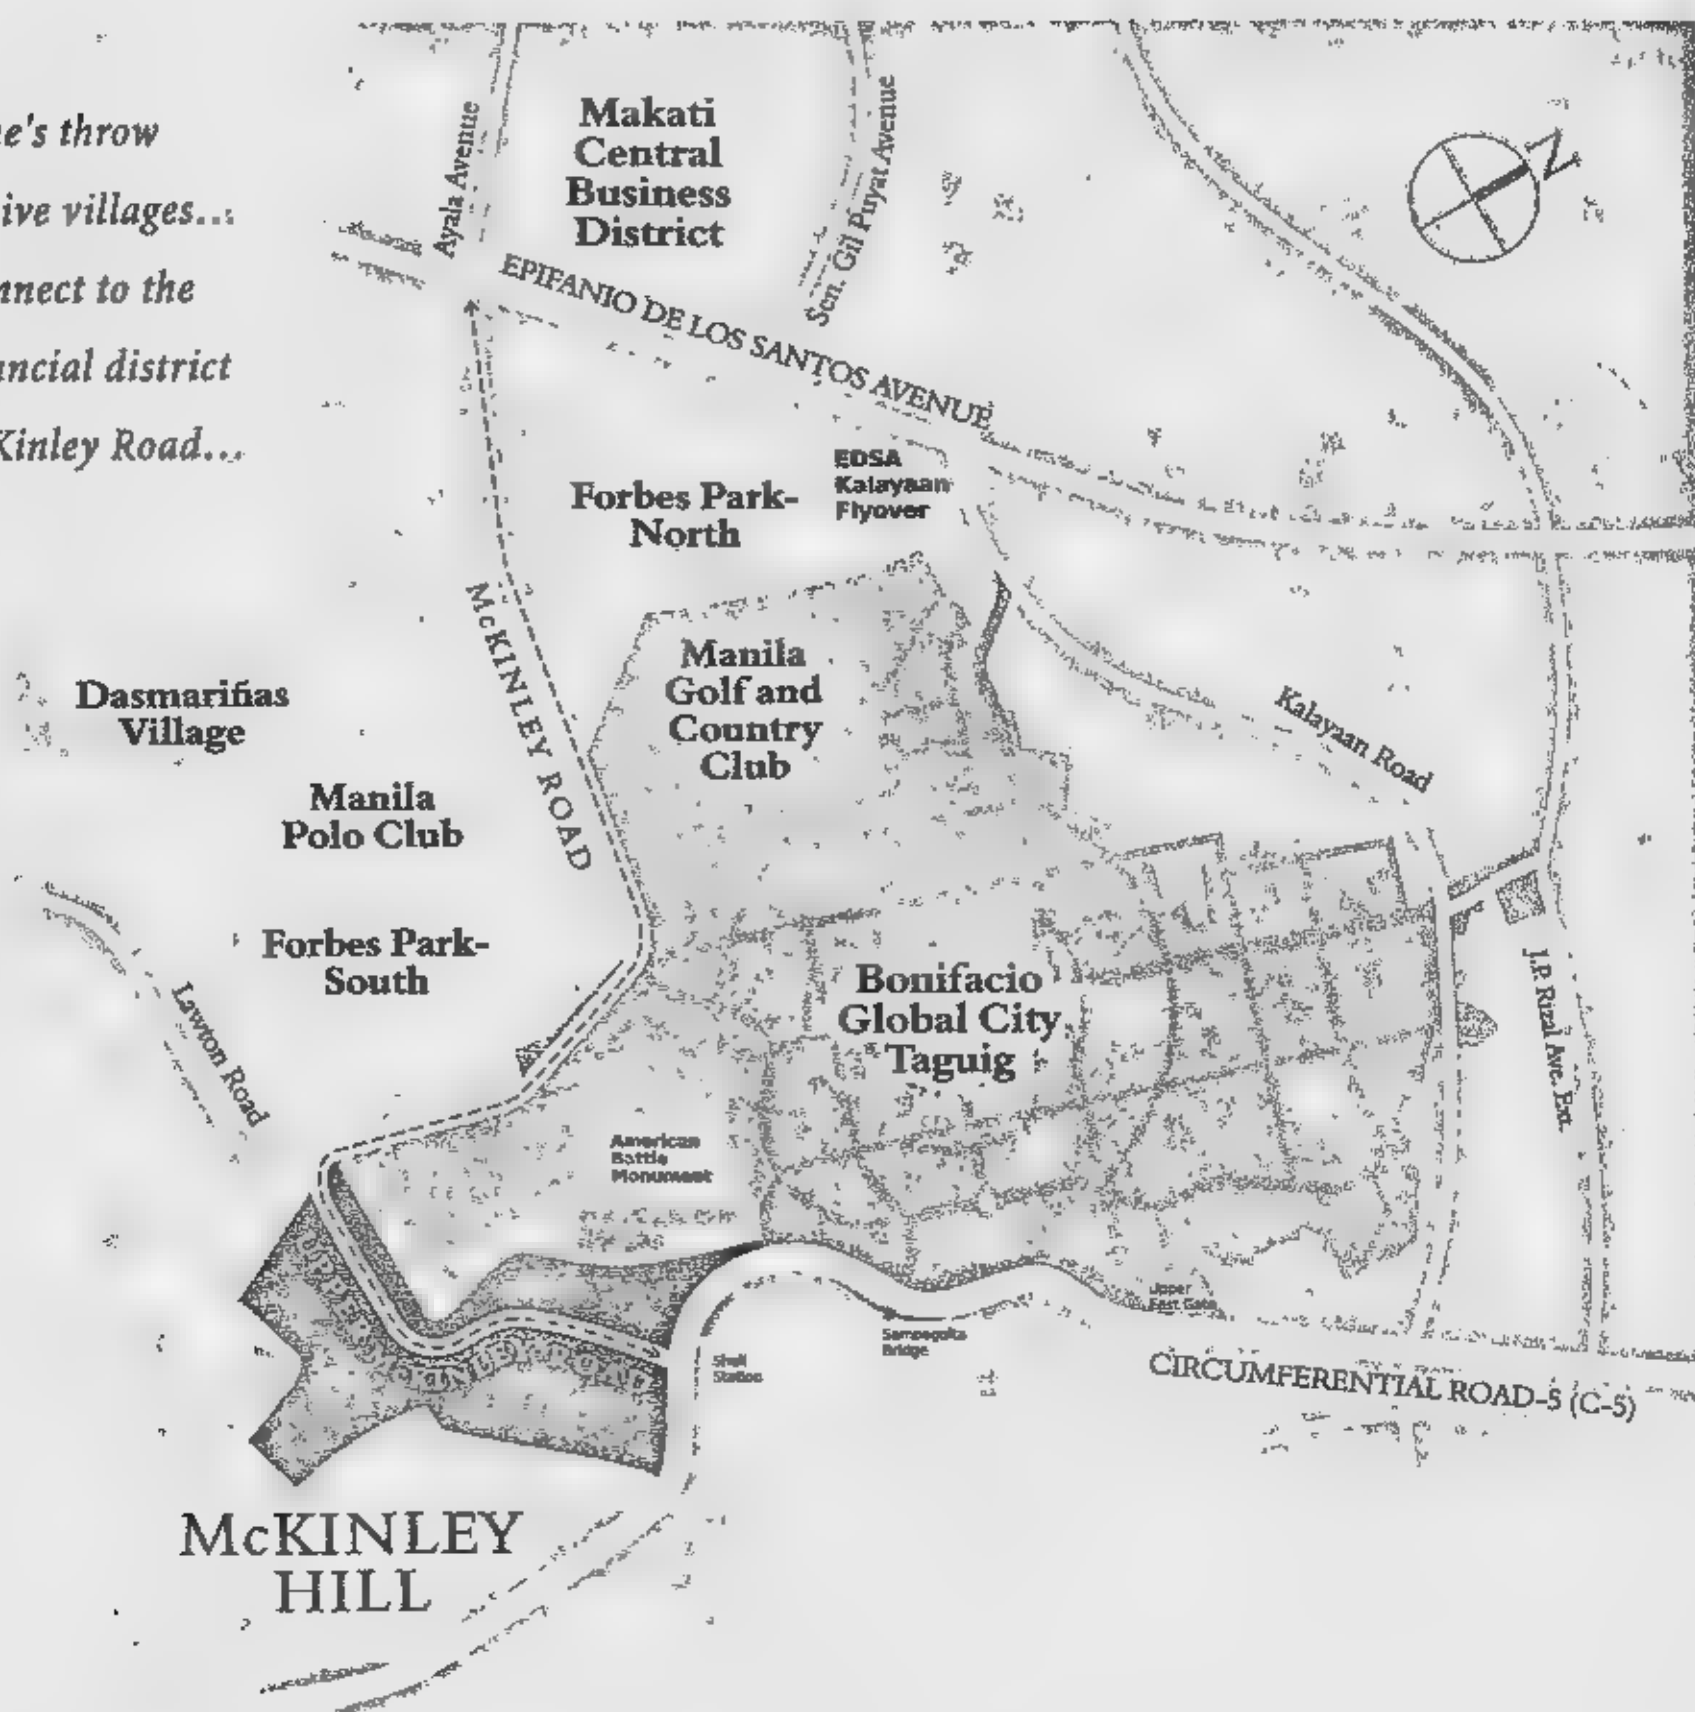 e's throw
ive villages...
nnect to the
ancial district
Kinley Road...
Ayala Avenue
Makati
Central
Business
District
Sen. Gil Puyat Avenue
N
EPIFANIO DE LOS SANTOS AVENUE
EDSA
Kalayaan
Flyover
Forbes Park-
North
McKINLEY ROAD
Manila
Golf and
Country
Club
Kalayaan Road
Dasmariñas
Village
Manila
Polo Club
Forbes Park-
South
Lawton Road
Bonifacio
Global City
Taguig
J.P. Rizal Ave. Ext.
American
Battle
Monument
Upper
East Gate
Sampaguita
Bridge
Shell
Station
CIRCUMFERENTIAL ROAD-5 (C-5)
McKINLEY
HILL